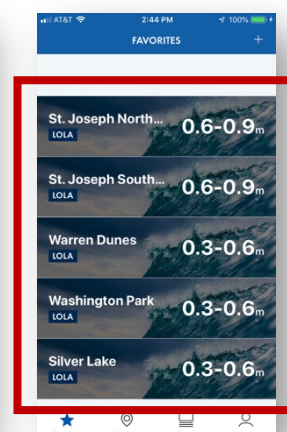 AT&T 2:44 PM 100%
FAVORITES +
St. Joseph North... 0.6-0.9m
LOLA
St. Joseph South... 0.6-0.9m
LOLA
Warren Dunes 0.3-0.6m
LOLA
Washington Park 0.3-0.6m
LOLA
Silver Lake 0.3-0.6m
LOLA